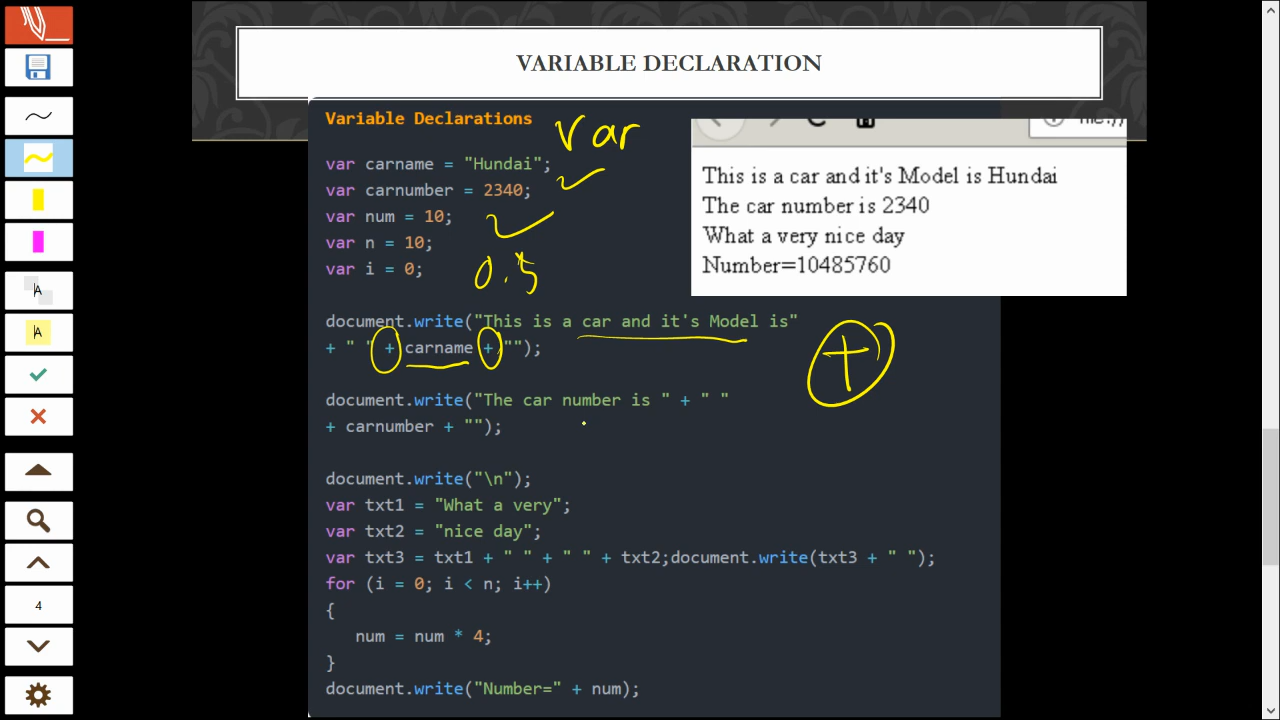 VARIABLE DECLARATION
Variable Declarations
var
var carname = "Hundai";
var carnumber = 2340;
var num = 10;
var n = 10;
var i = 0;
0.5
This is a car and it's Model is Hundai
The car number is 2340
What a very nice day
Number=10485760
document.write("This is a car and it's Model is"
+ " " + carname + "");
+
document.write("The car number is " + " "
+ carnumber + "");
document.write("\n");
var txt1 = "What a very";
var txt2 = "nice day";
var txt3 = txt1 + " " + " " + txt2;document.write(txt3 + " ");
for (i = 0; i < n; i++)
{
num = num * 4;
}
document.write("Number=" + num);
A
A
4